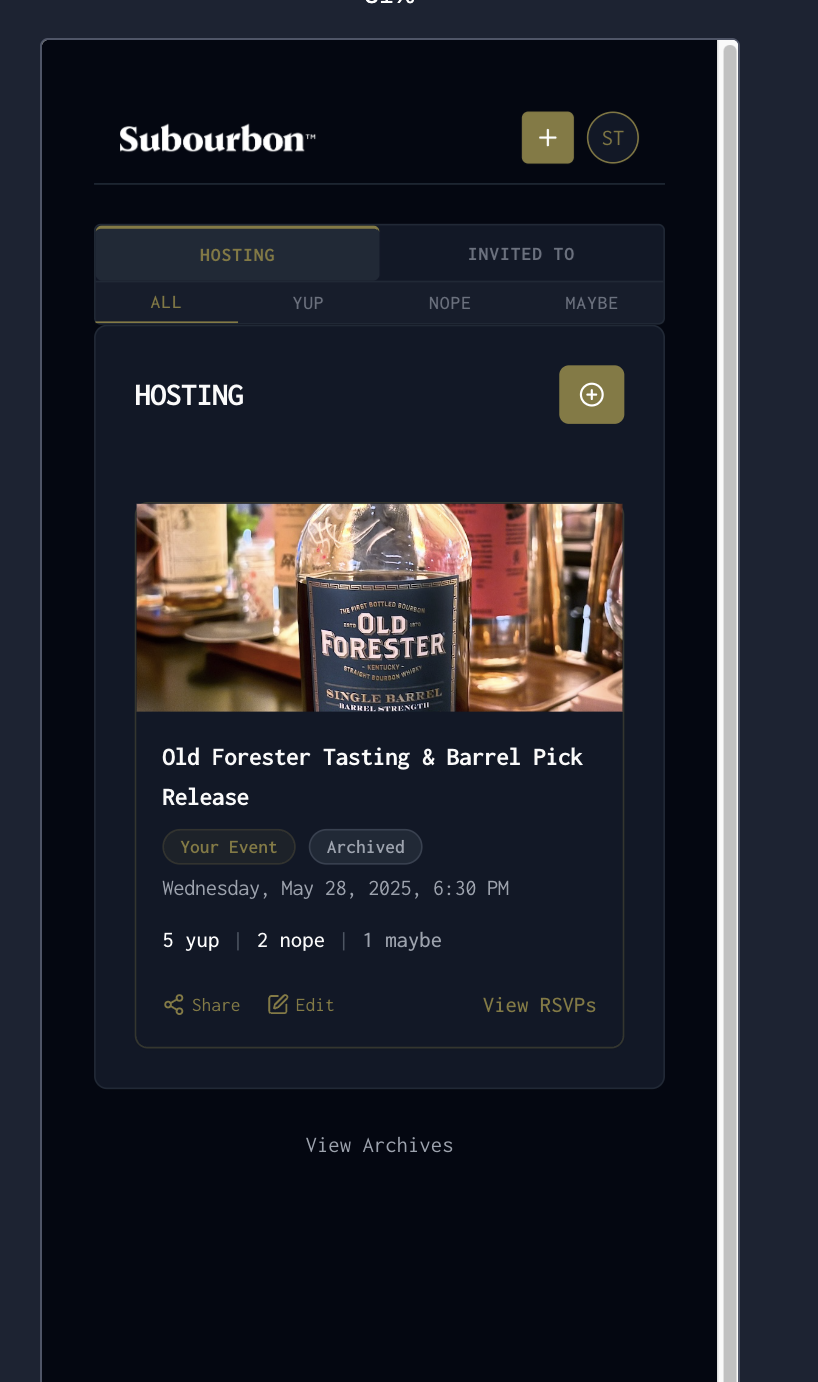 Subourbon™
ST
HOSTING INVITED TO
ALL YUP NOPE MAYBE
HOSTING
THE FIRST BOTTLED BOURBON
ESTD 1870
OLD
FORESTER
- KENTUCKY -
STRAIGHT BOURBON WHISKY
SINGLE BARREL
BARREL STRENGTH
Old Forester Tasting & Barrel Pick
Release
Your Event Archived
Wednesday, May 28, 2025, 6:30 PM
5 yup | 2 nope | 1 maybe
Share Edit View RSVPs
View Archives